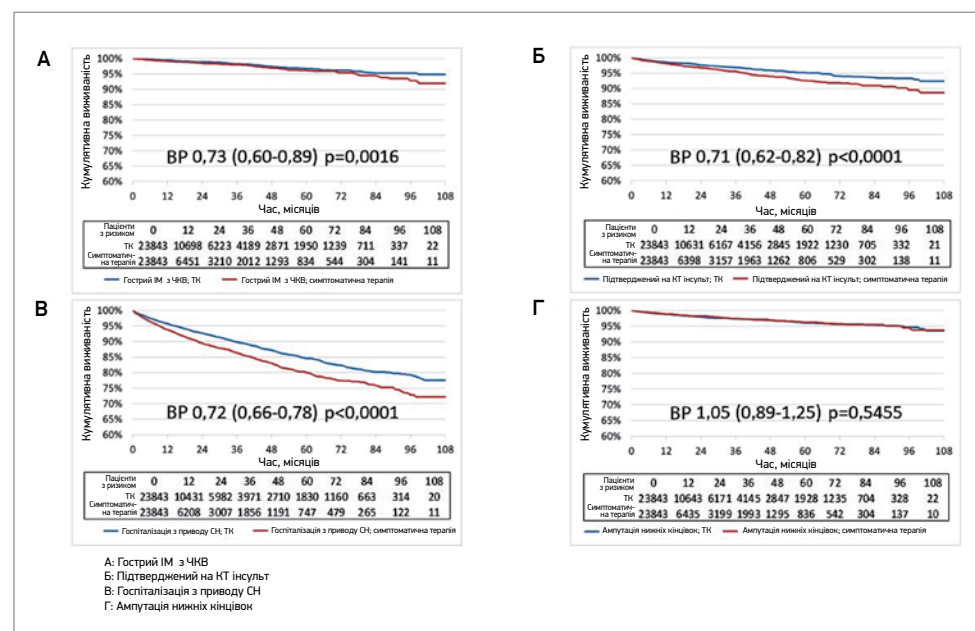 А
Кумулятивна виживаність
100%
95%
90%
85%
80%
75%
70%
65%
60%
ВР 0,73 (0,60-0,89) p=0,0016
0 12 24 36 48 60 72 84 96 108
Час, місяців
Пацієнти
з ризиком
0 12 24 36 48 60 72 84 96 108
ТК 23843 10698 6223 4189 2871 1950 1239 711 337 22
Симптоматич-
на терапія 23843 6451 3210 2012 1293 834 544 304 141 11
Гострий ІМ з ЧКВ; ТК Гострий ІМ з ЧКВ; симптоматична терапія
Б
Кумулятивна виживаність
100%
95%
90%
85%
80%
75%
70%
65%
60%
ВР 0,71 (0,62-0,82) p<0,0001
0 12 24 36 48 60 72 84 96 108
Час, місяців
Пацієнти
з ризиком
0 12 24 36 48 60 72 84 96 108
ТК 23843 10631 6167 4156 2845 1922 1230 705 332 21
Симптоматич-
на терапія 23843 6398 3157 1963 1262 806 529 302 138 11
Підтверджений на КТ інсульт; ТК Підтверджений на КТ інсульт; симптоматична терапія
В
Кумулятивна виживаність
100%
95%
90%
85%
80%
75%
70%
65%
60%
ВР 0,72 (0,66-0,78) p<0,0001
0 12 24 36 48 60 72 84 96 108
Час, місяців
Пацієнти
з ризиком
0 12 24 36 48 60 72 84 96 108
ТК 23843 10431 5982 3971 2710 1830 1160 663 314 20
Симптоматич-
на терапія 23843 6208 3007 1856 1191 747 479 265 122 11
Госпіталізація з приводу СН; ТК Госпіталізація з приводу СН; симптоматична терапія
Г
Кумулятивна виживаність
100%
95%
90%
85%
80%
75%
70%
65%
60%
ВР 1,05 (0,89-1,25) p=0,5455
0 12 24 36 48 60 72 84 96 108
Час, місяців
Пацієнти
з ризиком
0 12 24 36 48 60 72 84 96 108
ТК 23843 10643 6171 4145 2847 1928 1235 704 328 22
Симптоматич-
на терапія 23843 6435 3199 1993 1295 836 542 304 137 10
Ампутація нижніх кінцівок; ТК Ампутація нижніх кінцівок; симптоматична терапія
А: Гострий ІМ з ЧКВ
Б: Підтверджений на КТ інсульт
В: Госпіталізація з приводу СН
Г: Ампутація нижніх кінцівок